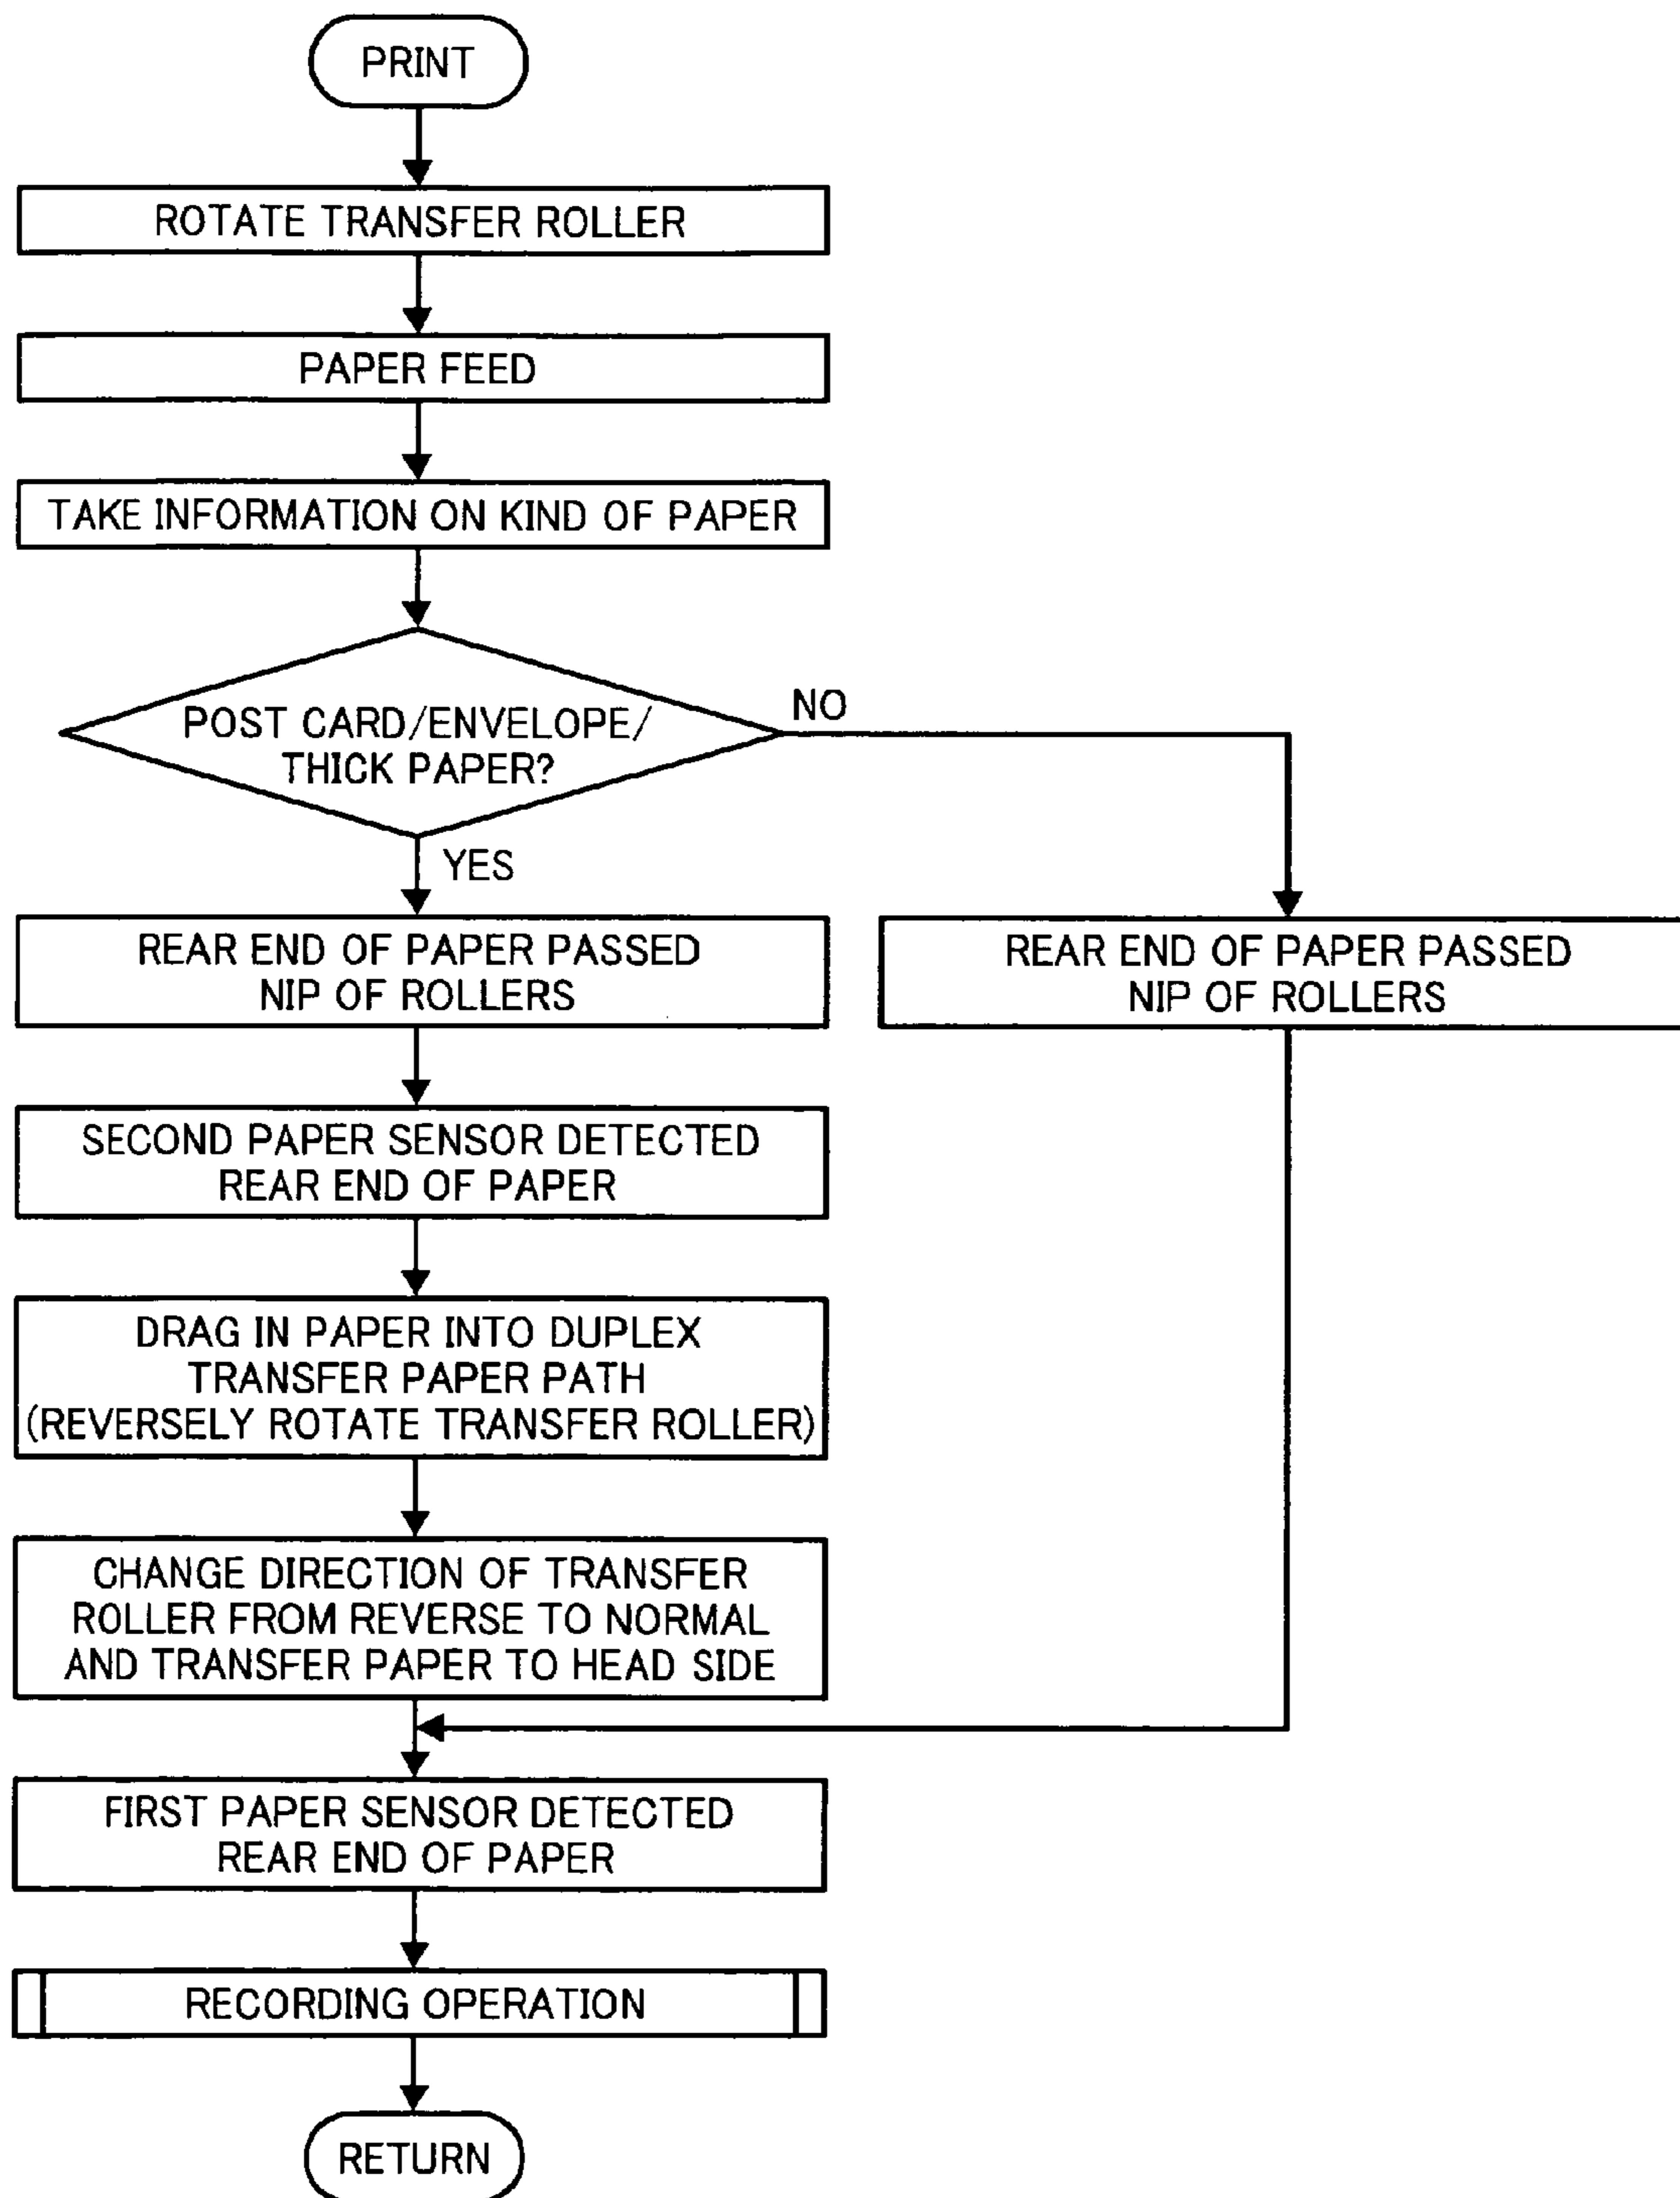 PRINT
ROTATE TRANSFER ROLLER
PAPER FEED
TAKE INFORMATION ON KIND OF PAPER
POST CARD/ENVELOPE/
THICK PAPER?
NO
YES
REAR END OF PAPER PASSED
NIP OF ROLLERS
REAR END OF PAPER PASSED
NIP OF ROLLERS
SECOND PAPER SENSOR DETECTED
REAR END OF PAPER
DRAG IN PAPER INTO DUPLEX
TRANSFER PAPER PATH
(REVERSELY ROTATE TRANSFER ROLLER)
CHANGE DIRECTION OF TRANSFER
ROLLER FROM REVERSE TO NORMAL
AND TRANSFER PAPER TO HEAD SIDE
FIRST PAPER SENSOR DETECTED
REAR END OF PAPER
RECORDING OPERATION
RETURN